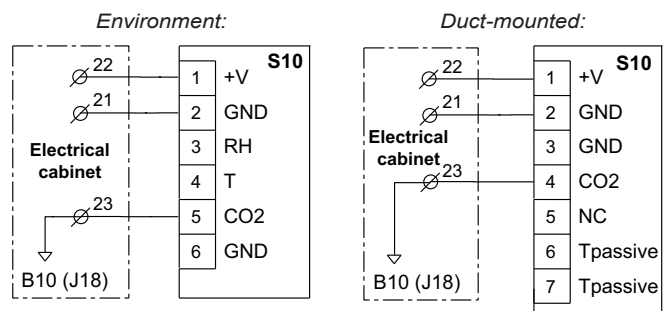 Environment:
S10
22
1 +V
21
2 GND
3 RH
Electrical
cabinet
4 T
23
5 CO2
6 GND
B10 (J18)
Duct-mounted:
S10
22
1 +V
21
2 GND
Electrical
cabinet
3 GND
23
4 CO2
5 NC
6 Tpassive
B10 (J18)
7 Tpassive